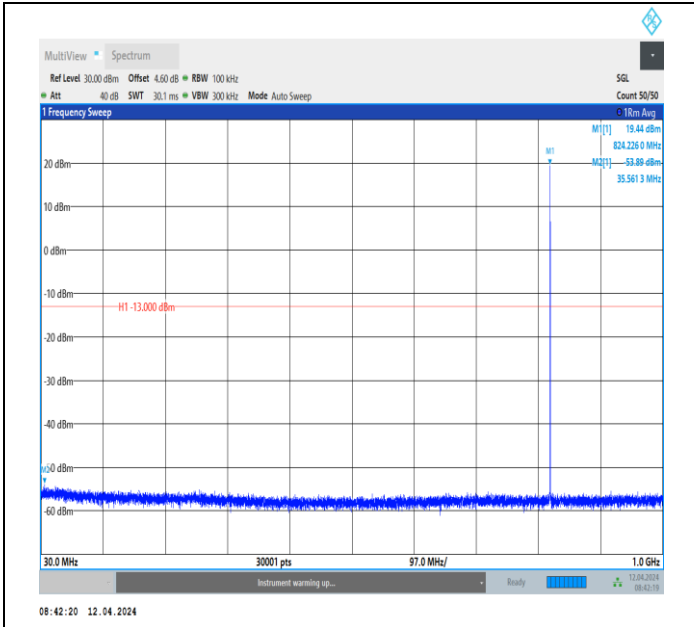 R S
MultiView Spectrum
Ref Level 30.00 dBm Offset 4.60 dB RBW 100 kHz SGL
Att 40 dB SWT 30.1 ms VBW 300 kHz Mode Auto Sweep Count 50/50
1 Frequency Sweep 1Rm Avg
M1[1] 19.44 dBm
824.226 0 MHz
M2[1] -53.89 dBm
35.561 3 MHz
M1
20 dBm
10 dBm
0 dBm
-10 dBm
H1 -13.000 dBm
-20 dBm
-30 dBm
-40 dBm
M2
-50 dBm
-60 dBm
30.0 MHz 30001 pts 97.0 MHz/ 1.0 GHz
Instrument warming up... Ready 12.04.2024
08:42:19
08:42:20 12.04.2024